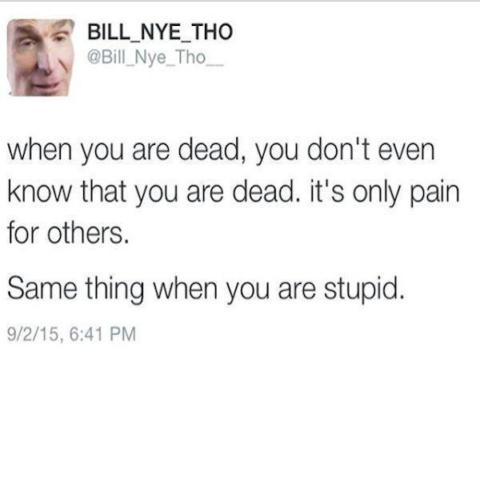 BILL_NYE_THO
@Bill_Nye_Tho__
when you are dead, you don't even
know that you are dead. it's only pain
for others.
Same thing when you are stupid.
9/2/15, 6:41 PM